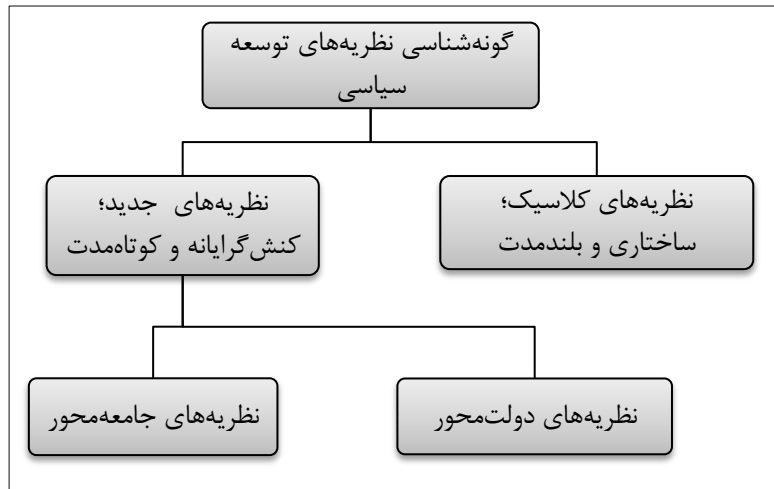 گونه‌شناسی نظریه‌های توسعه
سیاسی
نظریه‌های کلاسیک؛
ساختاری و بلندمدت
نظریه‌های جدید؛
کنش‌گرایانه و کوتاه‌مدت
نظریه‌های دولت‌محور
نظریه‌های جامعه‌محور